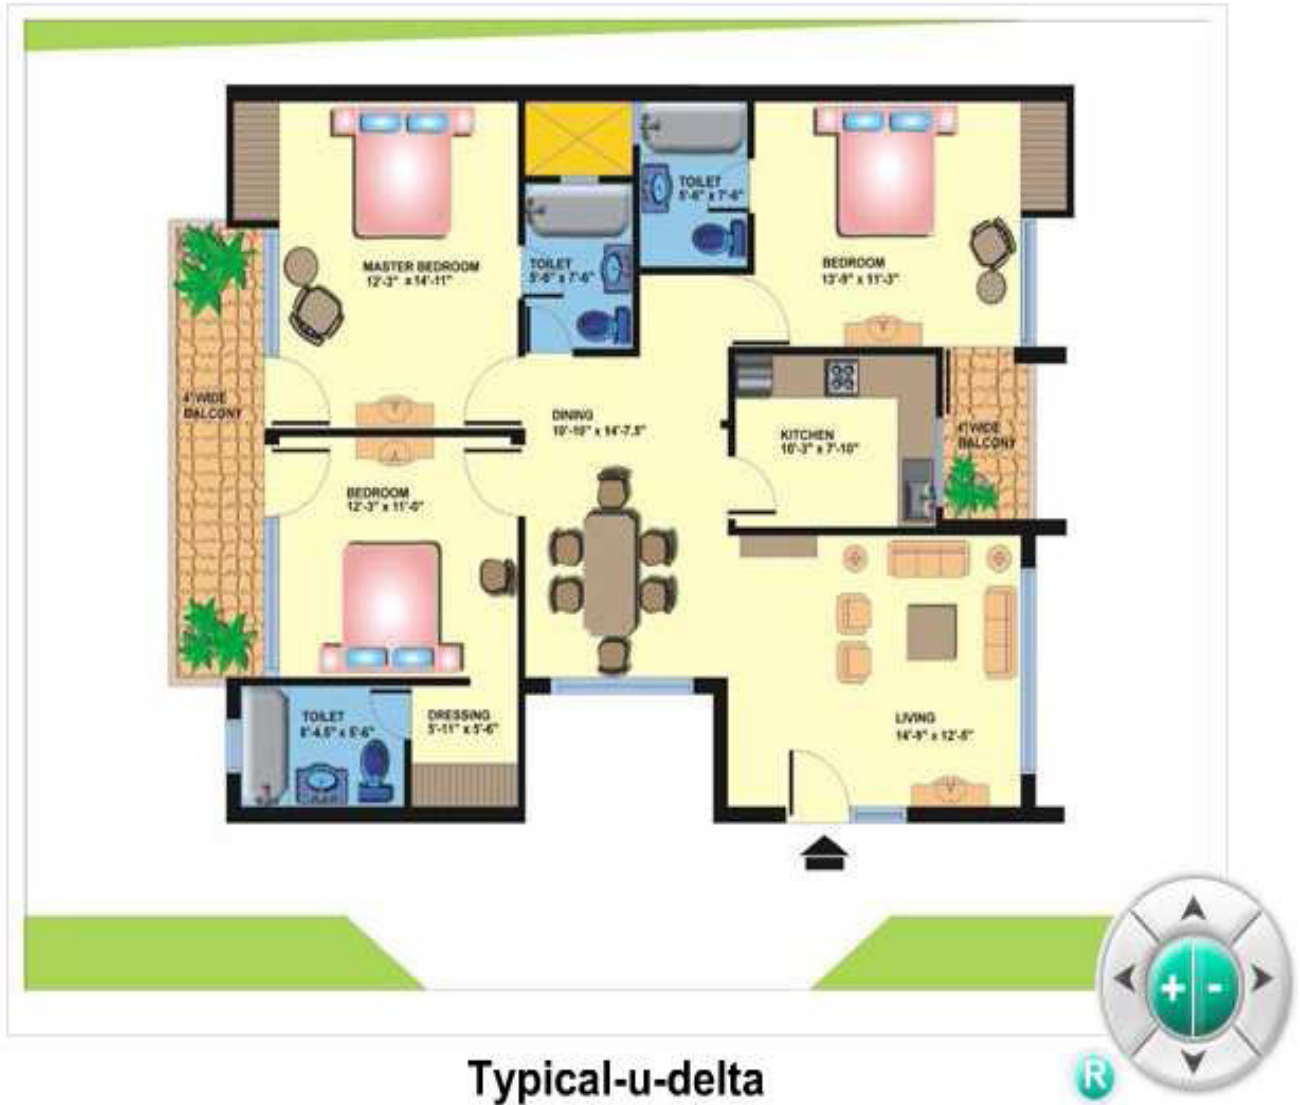 TOILET
5'-6" x 7'-6"
MASTER BEDROOM
12'-3" x 14'-11"
TOILET
5'-6" x 7'-6"
BEDROOM
13'-9" x 11'-3"
4' WIDE
BALCONY
DINING
10'-10" x 14'-7.5"
KITCHEN
10'-3" x 7'-10"
4' WIDE
BALCONY
BEDROOM
12'-3" x 11'-0"
TOILET
8'-4.5" x 5'-6"
DRESSING
5'-11" x 5'-6"
LIVING
14'-9" x 12'-5"
+ -
Typical-u-delta
R